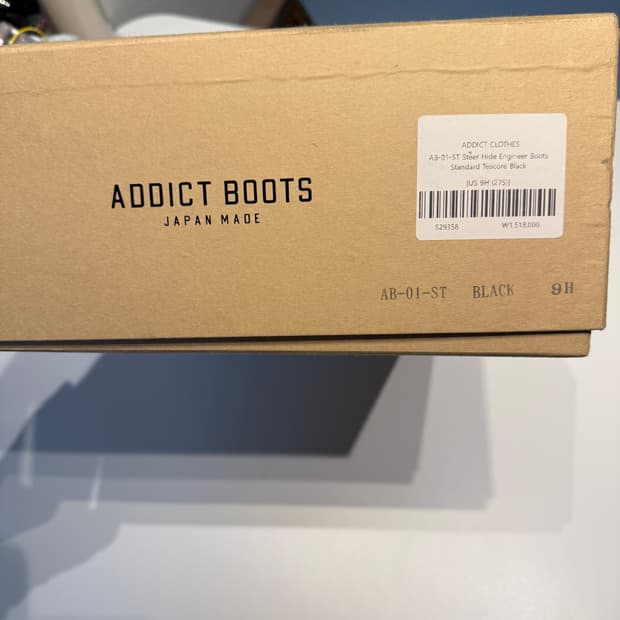 ADDICT BOOTS
JAPAN MADE
ADDICT CLOTHES
AB-01-ST Steer Hide Engineer Boots
Standard Teacore Black
[US 9H (275)]
529358 ₩1,518,000
AB-01-ST BLACK 9H